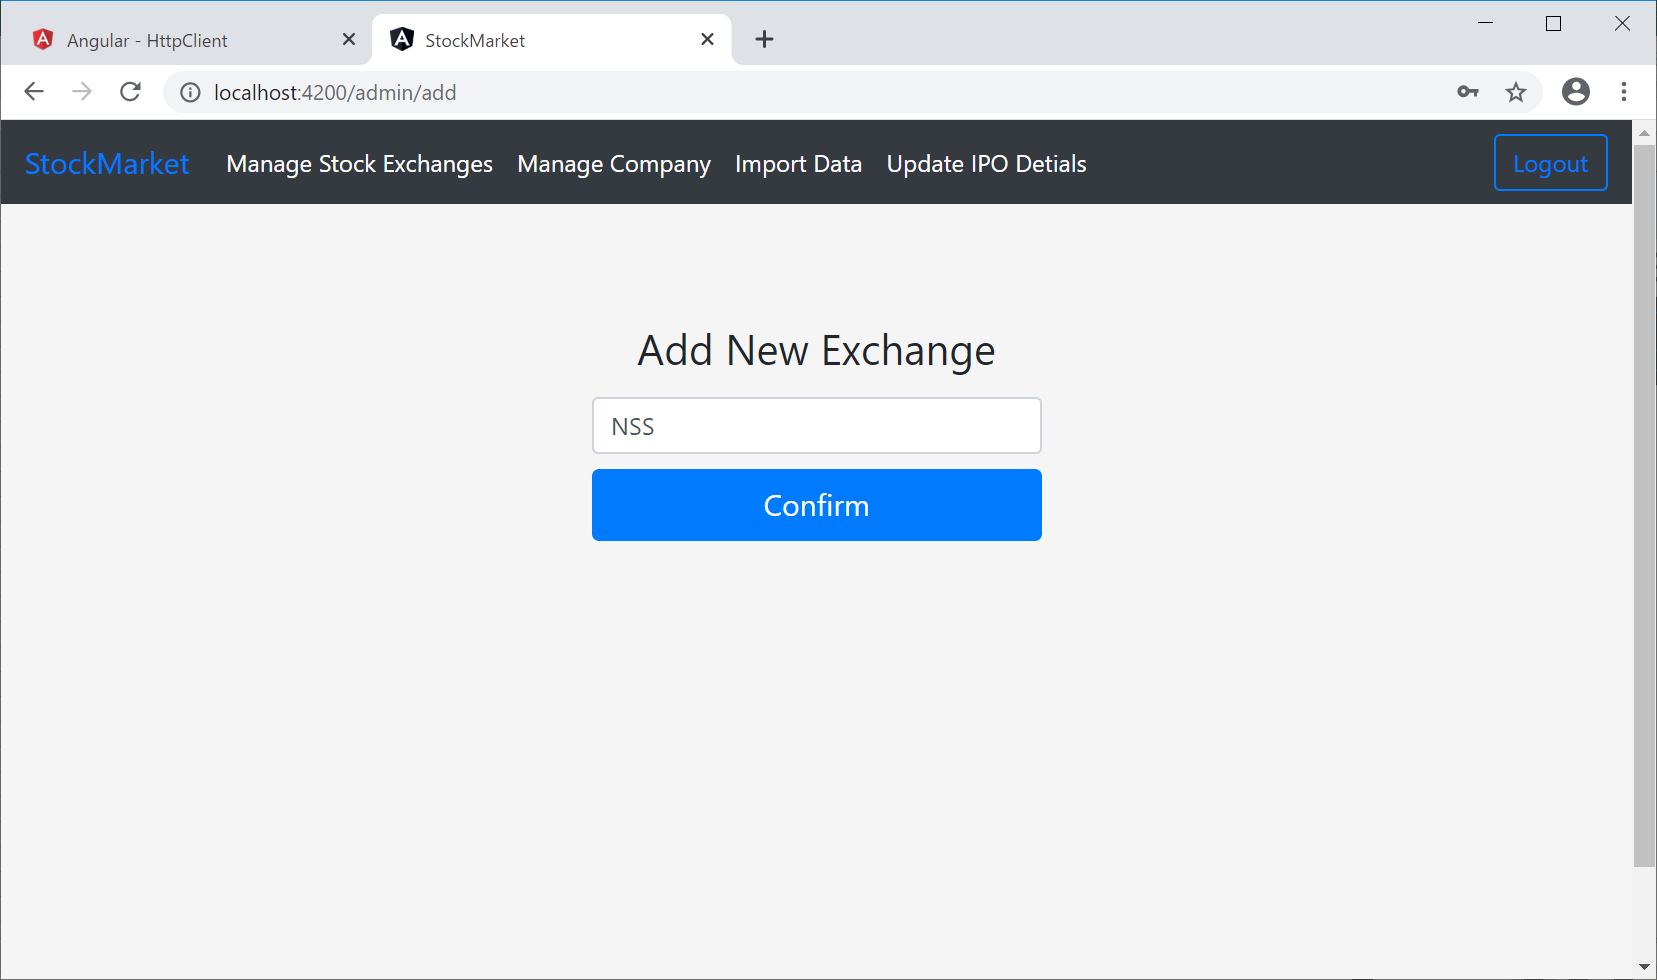 Angular - HttpClient
StockMarket
localhost:4200/admin/add
StockMarket Manage Stock Exchanges Manage Company Import Data Update IPO Detials Logout
Add New Exchange
NSS
Confirm